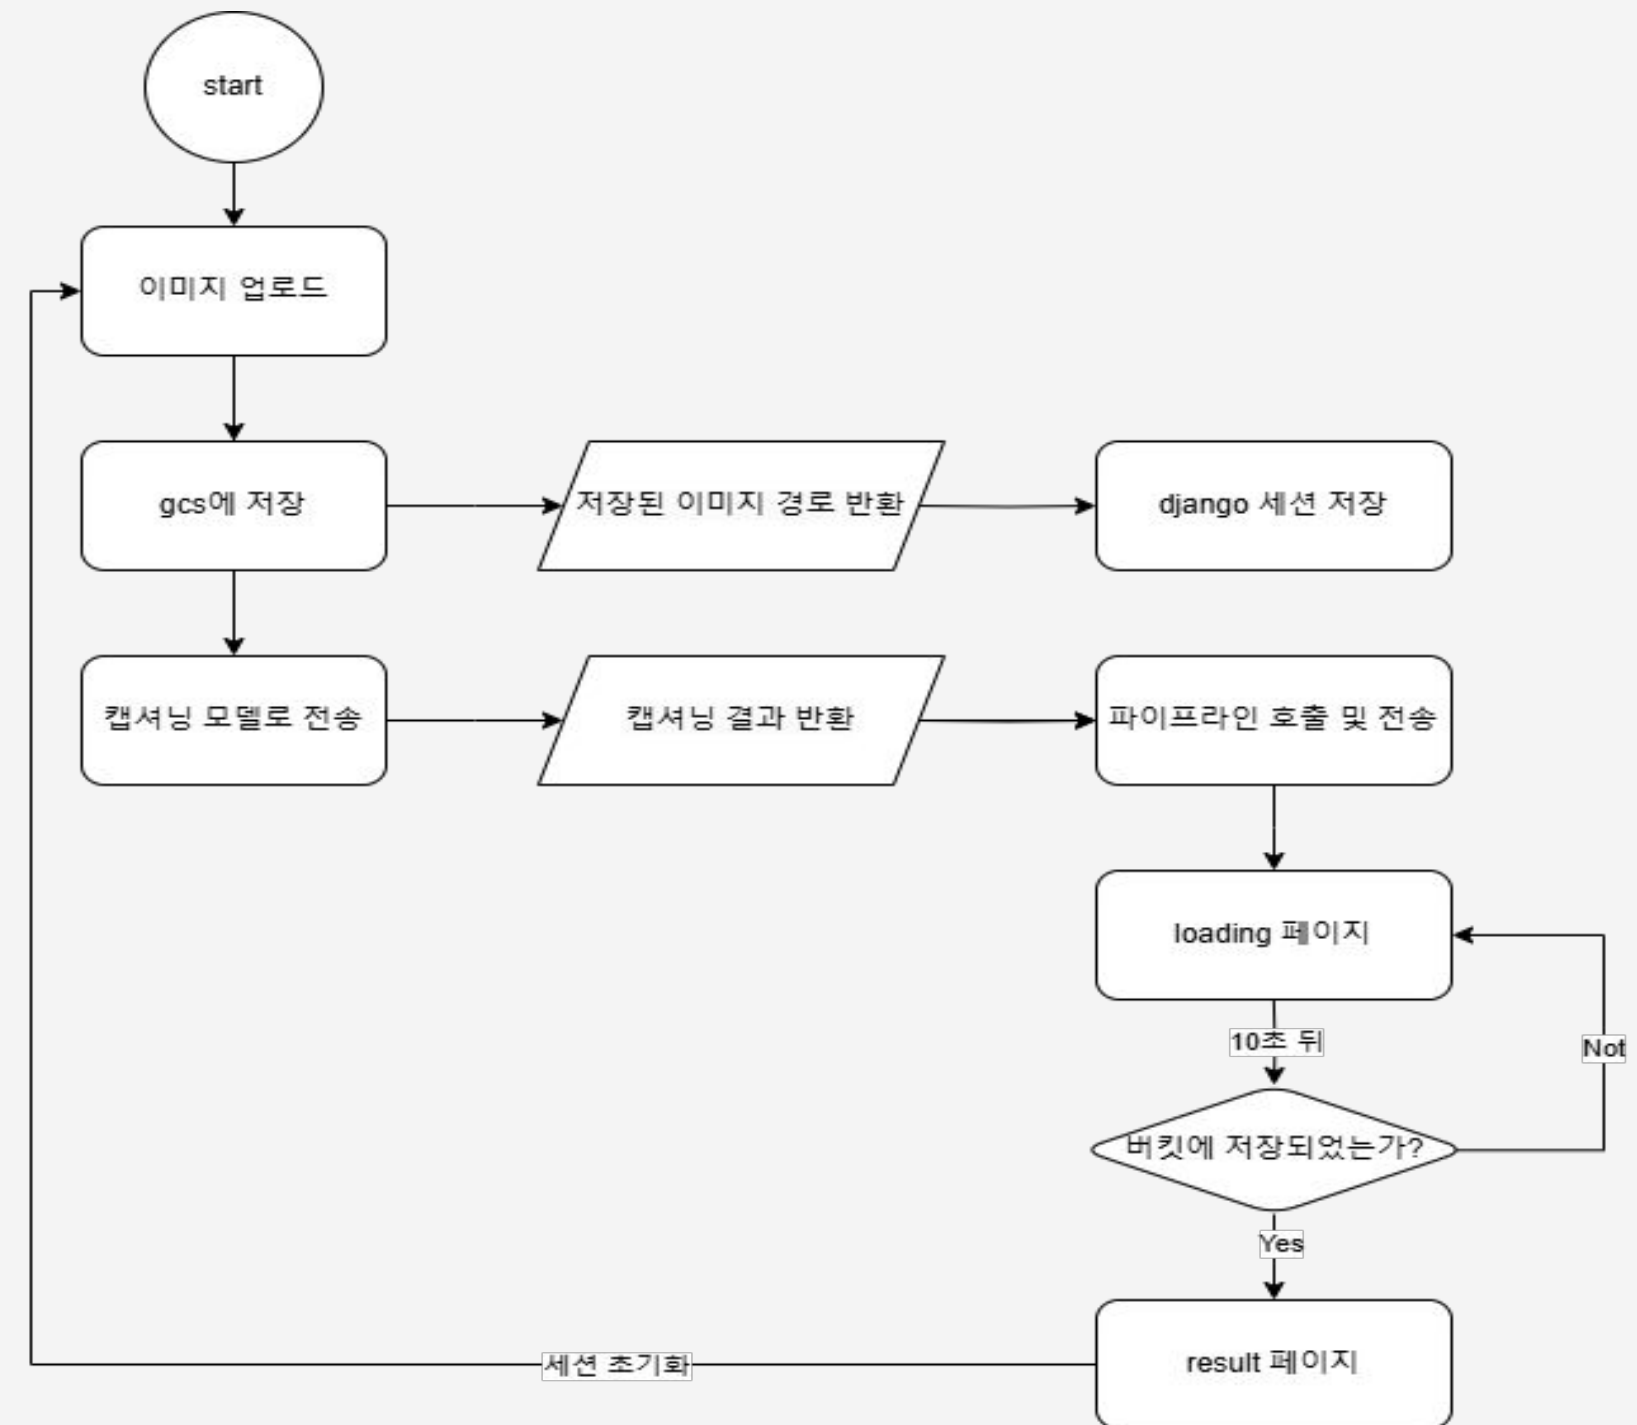 start
이미지 업로드
gcs에 저장
저장된 이미지 경로 반환
django 세션 저장
캡셔닝 모델로 전송
캡셔닝 결과 반환
파이프라인 호출 및 전송
loading 페이지
10초 뒤
Not
버킷에 저장되었는가?
Yes
세션 초기화
result 페이지